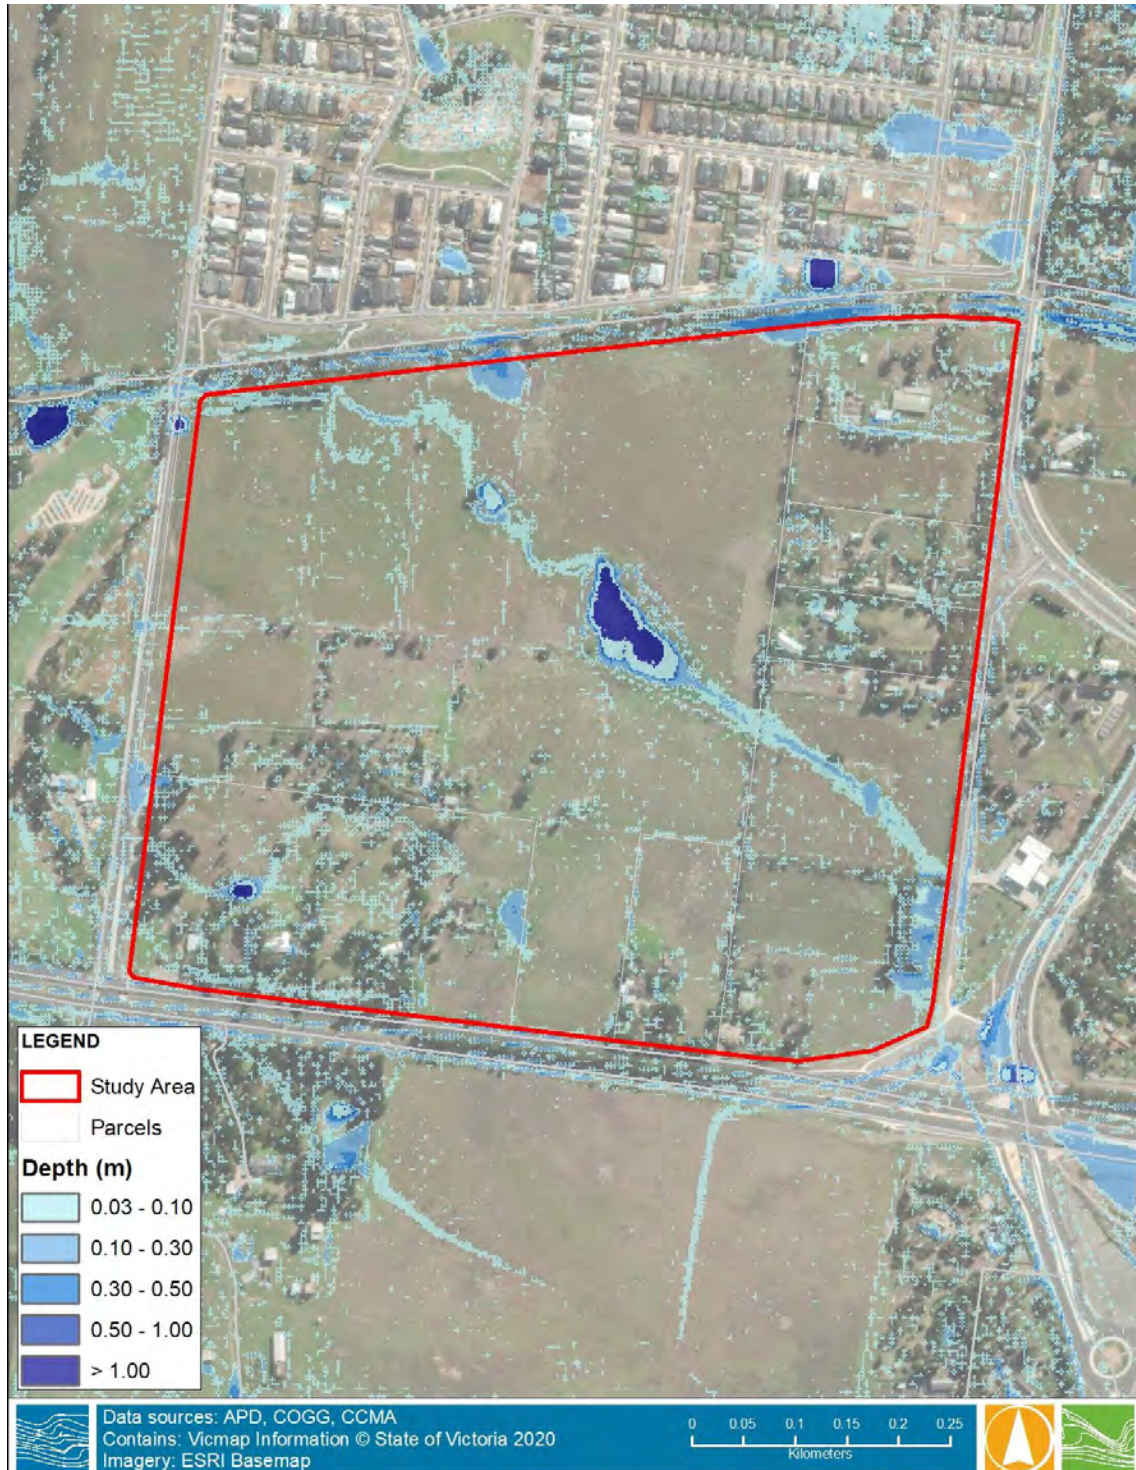 LEGEND
Study Area
Parcels
Depth (m)
0.03 - 0.10
0.10 - 0.30
0.30 - 0.50
0.50 - 1.00
> 1.00
Data sources: APD, COGG, CCMA
Contains: Vicmap Information © State of Victoria 2020
Imagery: ESRI Basemap
0 0.05 0.1 0.15 0.2 0.25
Kilometers